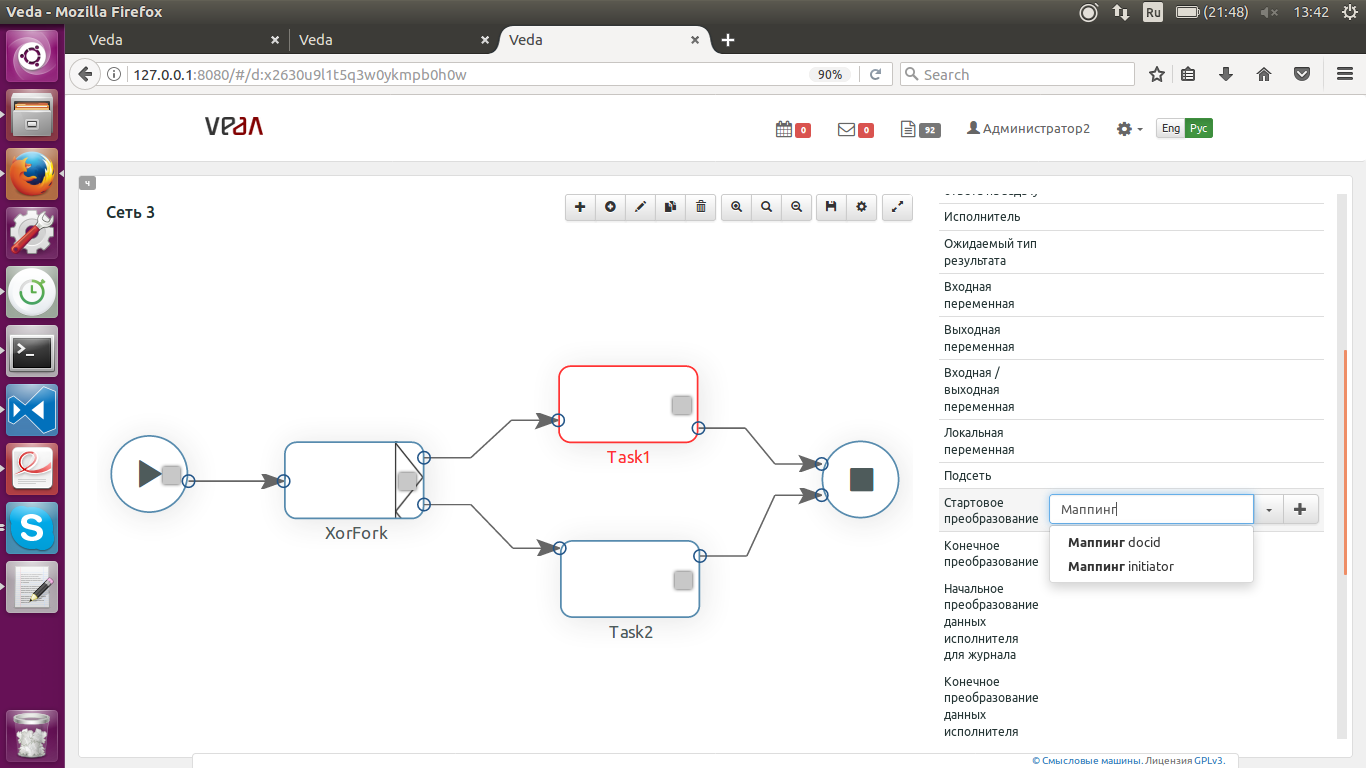 Veda - Mozilla Firefox
Ru
(21:48)
13:42
Veda
Veda
Veda
127.0.0.1:8080/#/d:x2630u9l1t5q3w0ykmpb0h0w
90%
Search
veda
0
0
92
Администратор2
Eng
Рус
ч
Сеть 3
Исполнитель
Ожидаемый тип
результата
Входная
переменная
Выходная
переменная
Входная /
выходная
переменная
Локальная
переменная
Подсеть
Стартовое
преобразование
Маппинг
Маппинг docid
Маппинг initiator
Конечное
преобразование
Начальное
преобразование
данных
исполнителя
для журнала
Конечное
преобразование
данных
исполнителя
Task1
XorFork
Task2
© Смысловые машины. Лицензия GPLv3.